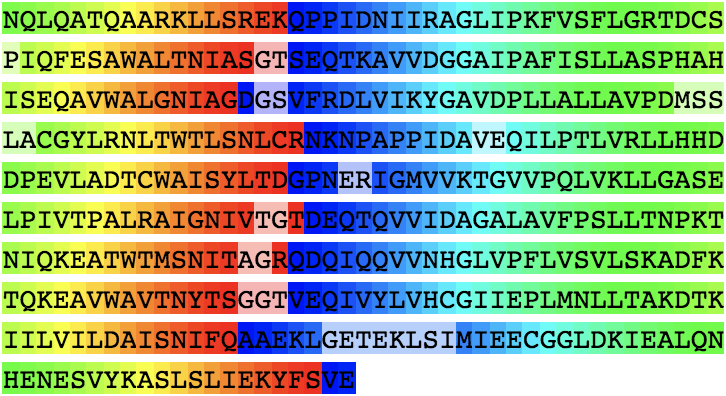 NQLQATQAARKLLSREKQPPIDNIIRAGLIPKFVSFLGRTDCS
PIQFESAWALTNIASGTSEQTKAVVDGGAIPAFISLLASPHAH
ISEQAVWALGNIAGDGSVFRDLVIKYGAVDPLLALLAVPDMSS
LACGYLRNLTWTLSNLCRNKNPAPPIDAVEQILPTLVRLLHHD
DPEVLADTCWAISYLTDGPNERIGMVVKTGVVPQLVKLLGASE
LPIVTPALRAIGNIVTGTDEQTQVVIDAGALAVFPSLLTNPKT
NIQKEATWTMSNITAGRQDQIQQVVNHGLVPFLVSVLSKADFK
TQKEAVWAVTNYTSGGTVEQIVYLVHCGIIEPLMNLLTAKDTK
IILVILDAISNIFQAAEKLGETEKLSIMIEECGGLDKIEALQN
HENESVYKASLSLIEKYFSVE